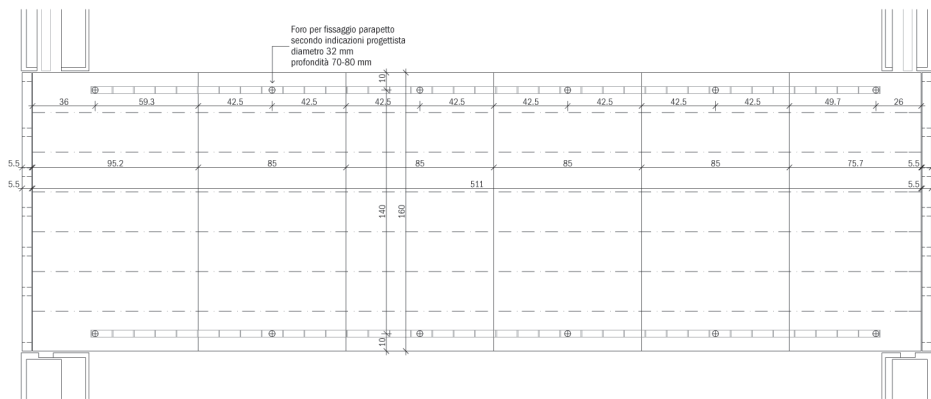 Foro per fissaggio parapetto
secondo indicazioni progettista
diametro 32 mm
profondità 70-80 mm
10
36 59.3 42.5 42.5 42.5 42.5 42.5 42.5 42.5 42.5 49.7 26
5.5 95.2 85 85 85 85 75.7 5.5
5.5 511 5.5
140 160
10